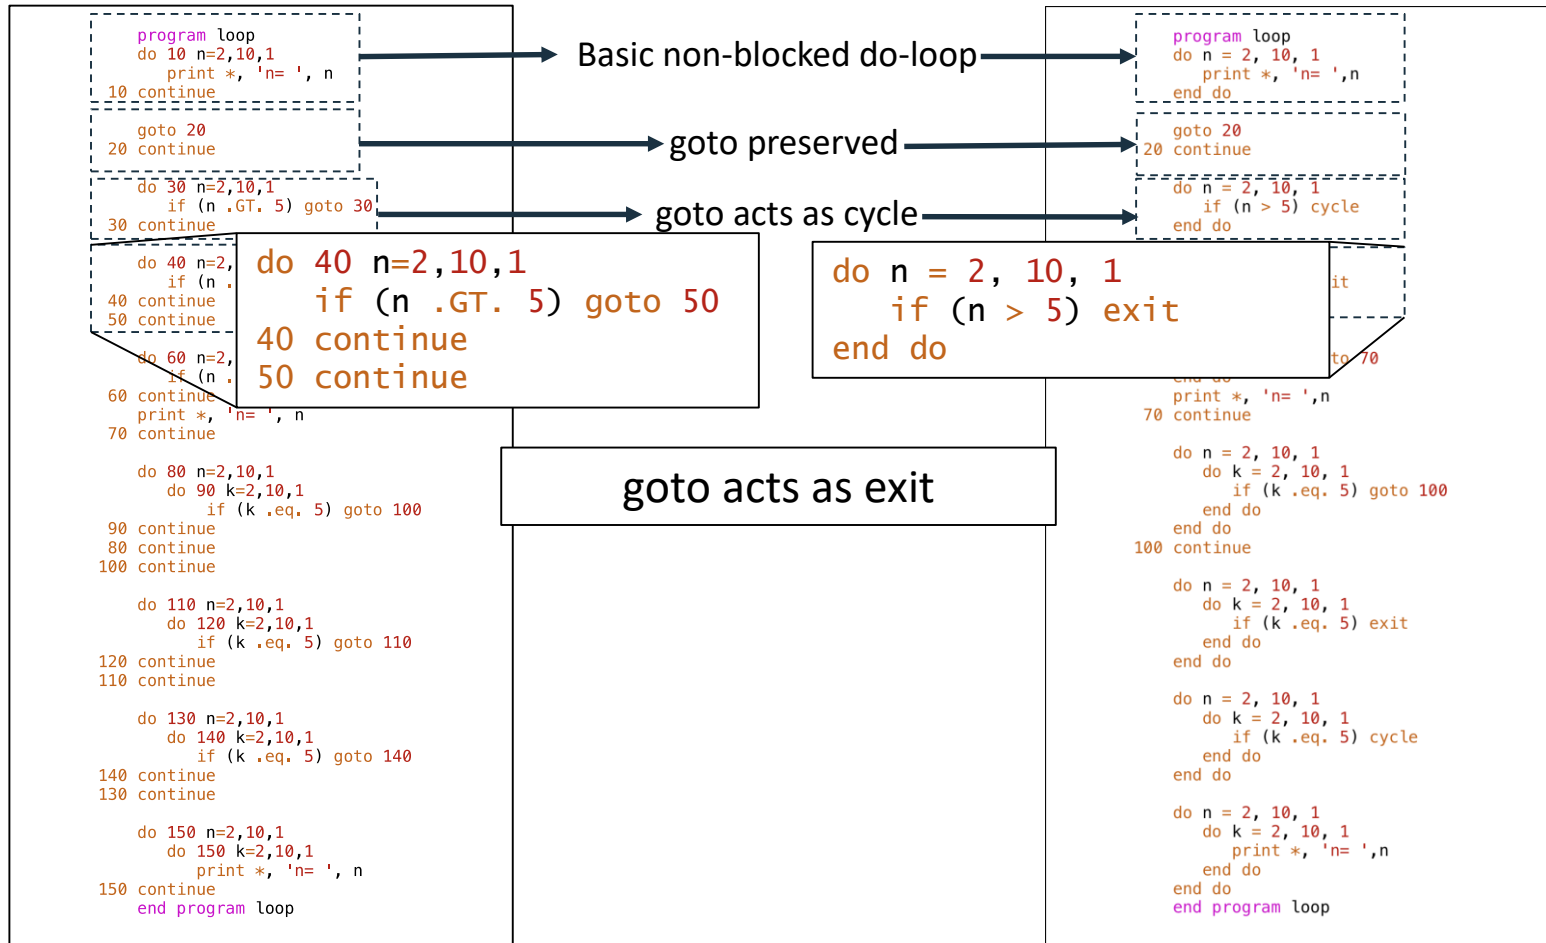 program loop
do 10 n=2,10,1
print *, 'n= ', n
10 continue
goto 20
20 continue
do 30 n=2,10,1
if (n .GT. 5) goto 30
30 continue
do 40 n=2,
if (n .
40 continue
50 continue
do 60 n=2,
if (n .
60 continue
print *, 'n= ', n
70 continue
do 80 n=2,10,1
do 90 k=2,10,1
if (k .eq. 5) goto 100
90 continue
80 continue
100 continue
do 110 n=2,10,1
do 120 k=2,10,1
if (k .eq. 5) goto 110
120 continue
110 continue
do 130 n=2,10,1
do 140 k=2,10,1
if (k .eq. 5) goto 140
140 continue
130 continue
do 150 n=2,10,1
do 150 k=2,10,1
print *, 'n= ', n
150 continue
end program loop
Basic non-blocked do-loop
goto preserved
goto acts as cycle
do 40 n=2,10,1
if (n .GT. 5) goto 50
40 continue
50 continue
do n = 2, 10, 1
if (n > 5) exit
end do
goto acts as exit
program loop
do n = 2, 10, 1
print *, 'n= ',n
end do
goto 20
20 continue
do n = 2, 10, 1
if (n > 5) cycle
end do
it
to 70
end do
print *, 'n= ',n
70 continue
do n = 2, 10, 1
do k = 2, 10, 1
if (k .eq. 5) goto 100
end do
end do
100 continue
do n = 2, 10, 1
do k = 2, 10, 1
if (k .eq. 5) exit
end do
end do
do n = 2, 10, 1
do k = 2, 10, 1
if (k .eq. 5) cycle
end do
end do
do n = 2, 10, 1
do k = 2, 10, 1
print *, 'n= ',n
end do
end do
end program loop